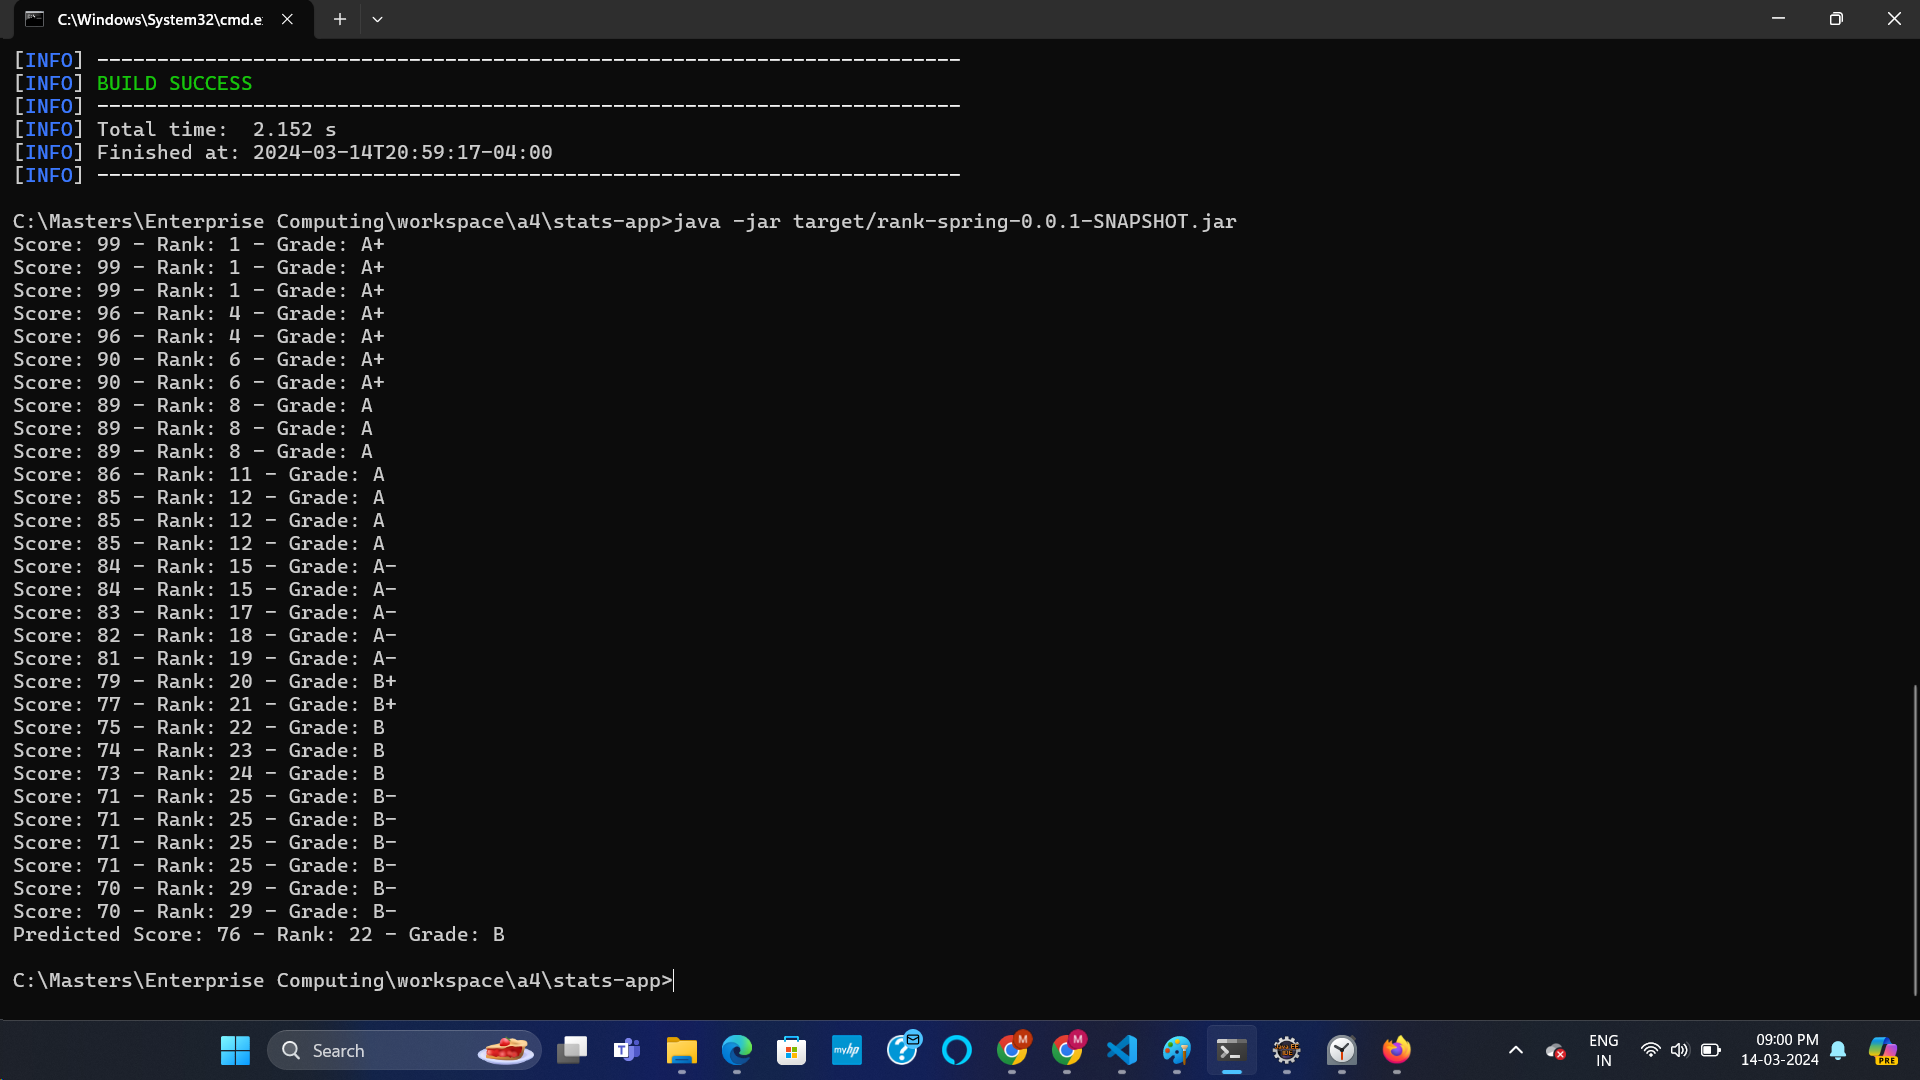 C:\Windows\System32\cmd.e
[INFO] ------------------------------------------------------------------------
[INFO] BUILD SUCCESS
[INFO] ------------------------------------------------------------------------
[INFO] Total time:  2.152 s
[INFO] Finished at: 2024-03-14T20:59:17-04:00
[INFO] ------------------------------------------------------------------------
C:\Masters\Enterprise Computing\workspace\a4\stats-app>java -jar target/rank-spring-0.0.1-SNAPSHOT.jar
Score: 99 - Rank: 1 - Grade: A+
Score: 99 - Rank: 1 - Grade: A+
Score: 99 - Rank: 1 - Grade: A+
Score: 96 - Rank: 4 - Grade: A+
Score: 96 - Rank: 4 - Grade: A+
Score: 90 - Rank: 6 - Grade: A+
Score: 90 - Rank: 6 - Grade: A+
Score: 89 - Rank: 8 - Grade: A
Score: 89 - Rank: 8 - Grade: A
Score: 89 - Rank: 8 - Grade: A
Score: 86 - Rank: 11 - Grade: A
Score: 85 - Rank: 12 - Grade: A
Score: 85 - Rank: 12 - Grade: A
Score: 85 - Rank: 12 - Grade: A
Score: 84 - Rank: 15 - Grade: A-
Score: 84 - Rank: 15 - Grade: A-
Score: 83 - Rank: 17 - Grade: A-
Score: 82 - Rank: 18 - Grade: A-
Score: 81 - Rank: 19 - Grade: A-
Score: 79 - Rank: 20 - Grade: B+
Score: 77 - Rank: 21 - Grade: B+
Score: 75 - Rank: 22 - Grade: B
Score: 74 - Rank: 23 - Grade: B
Score: 73 - Rank: 24 - Grade: B
Score: 71 - Rank: 25 - Grade: B-
Score: 71 - Rank: 25 - Grade: B-
Score: 71 - Rank: 25 - Grade: B-
Score: 71 - Rank: 25 - Grade: B-
Score: 70 - Rank: 29 - Grade: B-
Score: 70 - Rank: 29 - Grade: B-
Predicted Score: 76 - Rank: 22 - Grade: B
C:\Masters\Enterprise Computing\workspace\a4\stats-app>
Search
T
myhp
?
M
M
ENG
IN
09:00 PM
14-03-2024
PRE